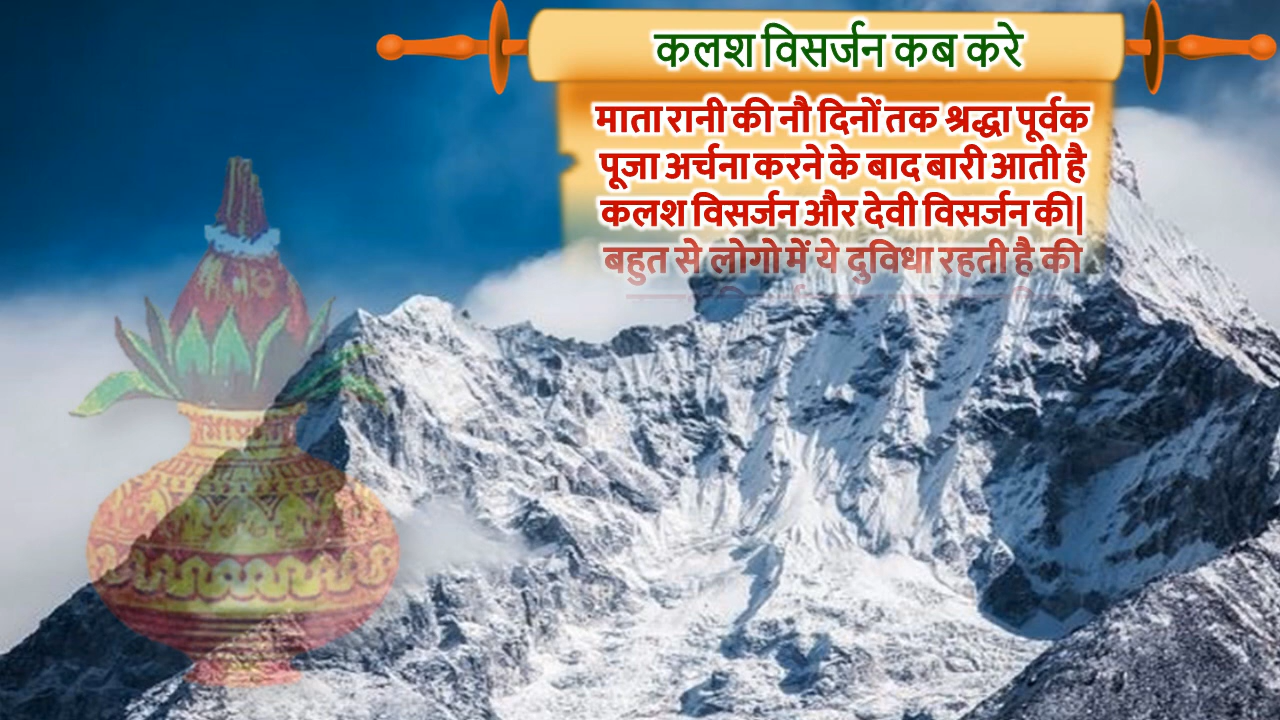 कलश विसर्जन कब करे
माता रानी की नौ दिनों तक श्रद्धा पूर्वक
पूजा अर्चना करने के बाद बारी आती है
कलश विसर्जन और देवी विसर्जन की|
बहुत से लोगो में ये दुविधा रहती है की